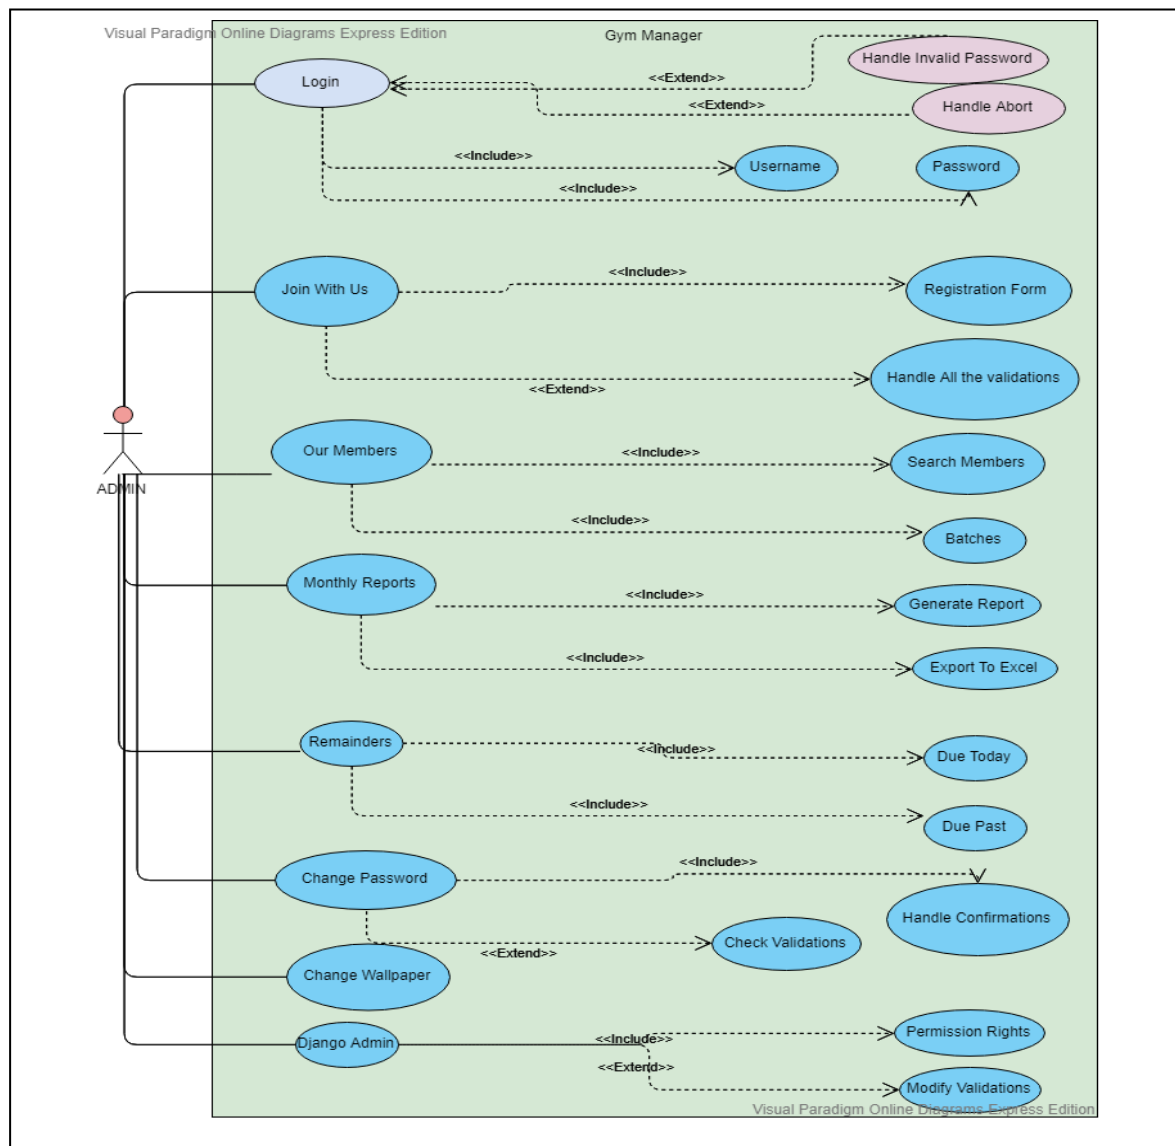 Visual Paradigm Online Diagrams Express Edition
Gym Manager
Handle Invalid Password
Login
<<Extend>>
<<Extend>>
Handle Abort
<<Include>>
Username
Password
<<Include>>
<<Include>>
Join With Us
Registration Form
Handle All the validations
<<Extend>>
Our Members
<<Include>>
Search Members
ADMIN
<<Include>>
Batches
Monthly Reports
<<Include>>
Generate Report
<<Include>>
Export To Excel
Remainders
<<Include>>
Due Today
<<Include>>
Due Past
<<Include>>
Change Password
Handle Confirmations
Check Validations
<<Extend>>
Change Wallpaper
Django Admin
<<Include>>
Permission Rights
<<Extend>>
Modify Validations
Visual Paradigm Online Diagrams Express Edition